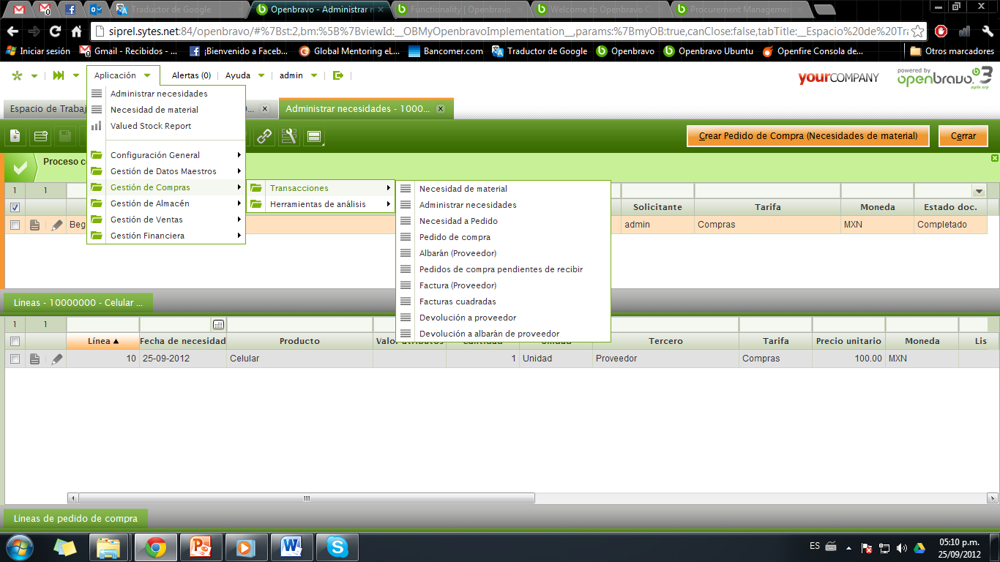 Traductor de Google
Openbravo - Administrar n
Functionality | Openbravo
Welcome to Openbravo C
Procurement Management
siprel.sytes.net:84/openbravo/#%7Bst:2,bm:%5B%7BviewId:__OBMyOpenbravoImplementation__,params:%7BmyOB:true,canClose:false,tabTitle:__Espacio%20de%20Tra
Iniciar sesión
Gmail - Recibidos - ...
¡Bienvenido a Faceb...
Global Mentoring eL...
Bancomer.com
Traductor de Google
Openbravo
Openbravo Ubuntu
Openfire Consola de...
Otros marcadores
Aplicación
Alertas (0)
Ayuda
admin
yourCOMPANY
powered by
openbravo 3
agile erp
Administrar necesidades
Necesidad de material
Valued Stock Report
Configuración General
Gestión de Datos Maestros
Gestión de Compras
Gestión de Almacén
Gestión de Ventas
Gestión Financiera
Transacciones
Herramientas de análisis
Necesidad de material
Administrar necesidades
Necesidad a Pedido
Pedido de compra
Albarán (Proveedor)
Pedidos de compra pendientes de recibir
Factura (Proveedor)
Facturas cuadradas
Devolución a proveedor
Devolución a albarán de proveedor
Espacio de Trabaj
0...
Administrar necesidades - 1000...
Crear Pedido de Compra (Necesidades de material)
Cerrar
Proceso c
1 1
Solicitante Tarifa Moneda Estado doc.
Beg
admin Compras MXN Completado
Líneas - 10000000 - Celular ...
1 1
Línea Fecha de necesidad Producto Valor atributos Cantidad Unidad Tercero Tarifa Precio unitario Moneda Lis
10 25-09-2012 Celular 1 Unidad Proveedor Compras 100.00 MXN
Líneas de pedido de compra
ES
05:10 p.m.
25/09/2012